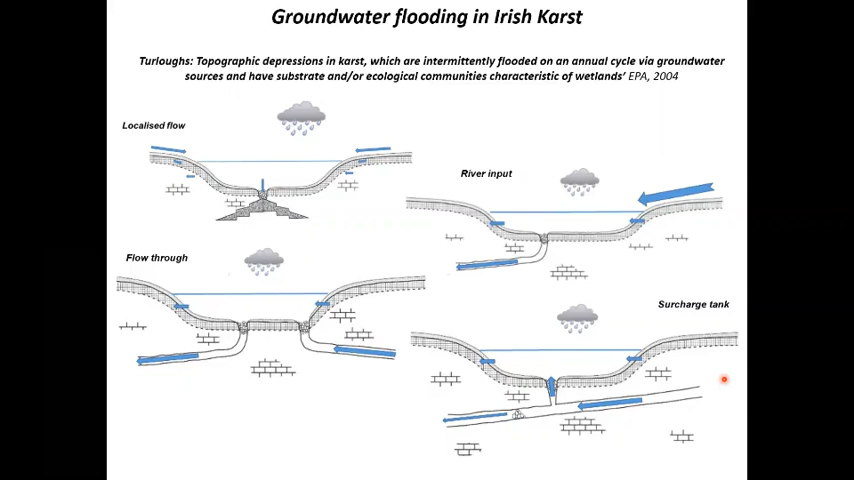 Groundwater flooding in Irish Karst
Turloughs: Topographic depressions in karst, which are intermittently flooded on an annual cycle via groundwater
sources and have substrate and/or ecological communities characteristic of wetlands’ EPA, 2004
Localised flow
River input
Flow through
Surcharge tank